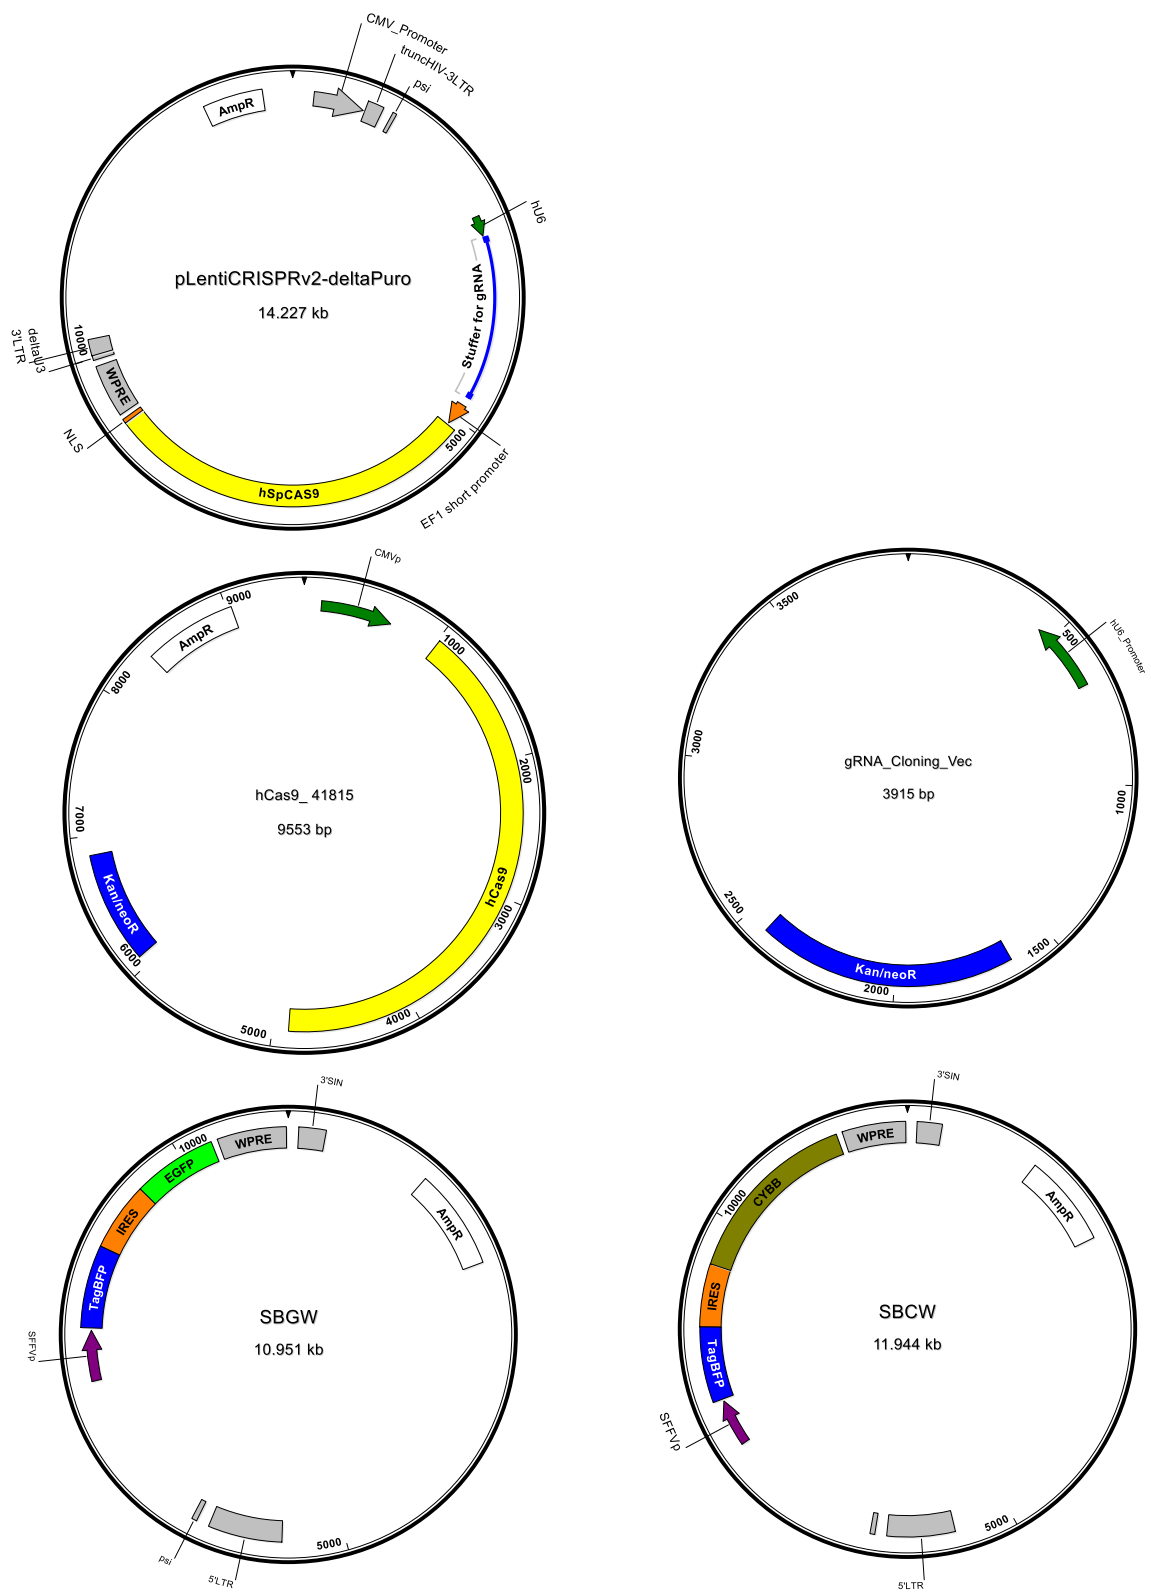 CMV_Promoter
truncHIV-3LTR
psi
AmpR
hU6
pLentiCRISPRv2-deltaPuro
14.227 kb
Stuffer for gRNA
10000
deltaU3
3'LTR
WPRE
NLS
hSpCAS9
5000
EF1 short promoter
CMVp
9000
AmpR
1000
8000
2000
hCas9_ 41815
9553 bp
7000
Kan/neoR
hCas9
3000
6000
4000
5000
3500
500
hU6_Promoter
3000
gRNA_Cloning_Vec
3915 bp
1000
2500
1500
Kan/neoR
2000
3'SIN
10000
WPRE
EGFP
IRES
AmpR
TagBFP
SBGW
10.951 kb
SFFVp
psi
5'LTR
5000
3'SIN
WPRE
CYBB
10000
AmpR
IRES
SBCW
11.944 kb
TagBFP
SFFVp
5000
5'LTR